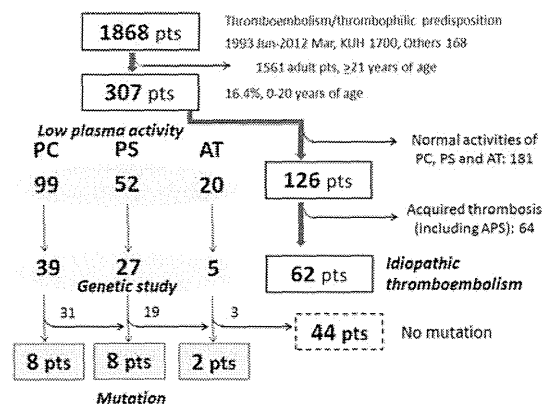 1868 pts
Thromboembolism/thrombophilic predisposition
1993 Jun-2012 Mar, KUH 1700, Others 168
1561 adult pts, ≥21 years of age
307 pts
16.4%, 0-20 years of age
Low plasma activity
PC PS AT
99 52 20
Normal activities of
PC, PS and AT: 181
126 pts
Acquired thrombosis
(including APS): 64
39 27 5
Genetic study
62 pts
Idiopathic
thromboembolism
31 19 3
44 pts
No mutation
8 pts 8 pts 2 pts
Mutation